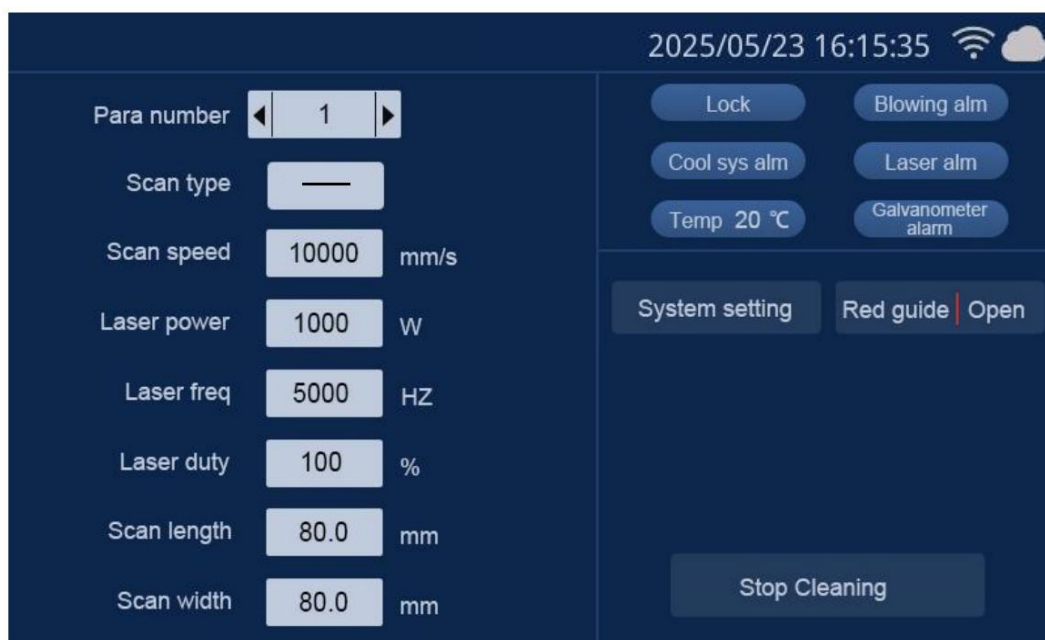 2025/05/23 16:15:35
Para number 1
Scan type
Scan speed 10000 mm/s
Laser power 1000 W
Laser freq 5000 HZ
Laser duty 100 %
Scan length 80.0 mm
Scan width 80.0 mm
Lock Blowing alm
Cool sys alm Laser alm
Temp 20 ℃ Galvanometer
alarm
System setting Red guide Open
Stop Cleaning